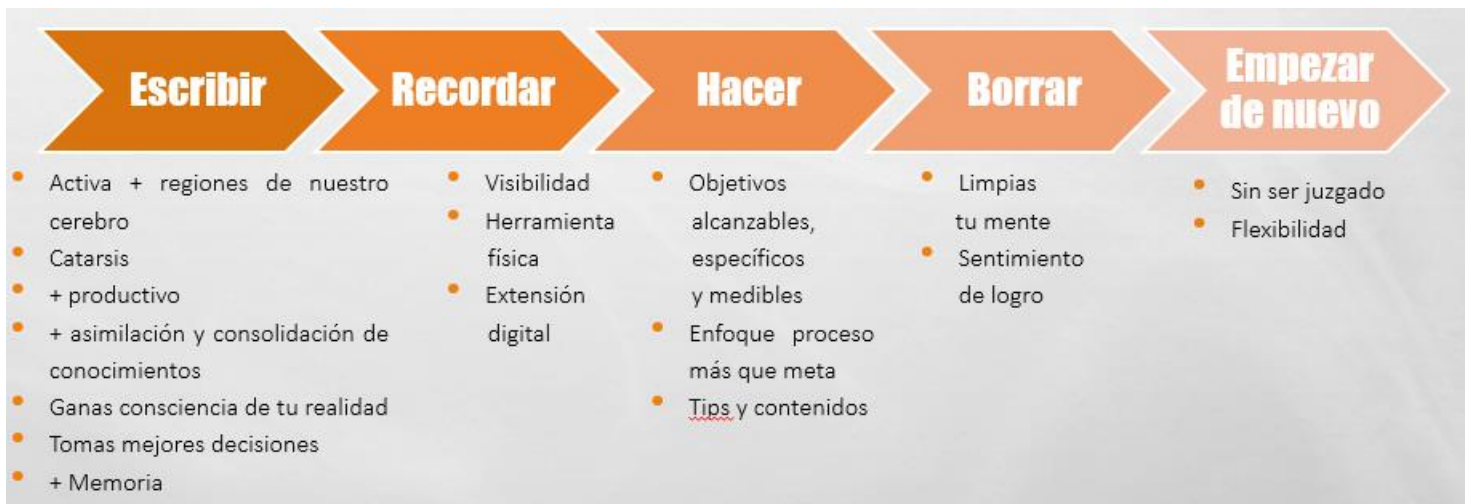 Escribir
Recordar
Hacer
Borrar
Empezar
de nuevo
Activa + regiones de nuestro
cerebro
Catarsis
+ productivo
+ asimilación y consolidación de
conocimientos
Ganas consciencia de tu realidad
Tomas mejores decisiones
+ Memoria
Visibilidad
Herramienta
física
Extensión
digital
Objetivos
alcanzables,
específicos
y medibles
Enfoque proceso
más que meta
Tips y contenidos
Limpias
tu mente
Sentimiento
de logro
Sin ser juzgado
Flexibilidad